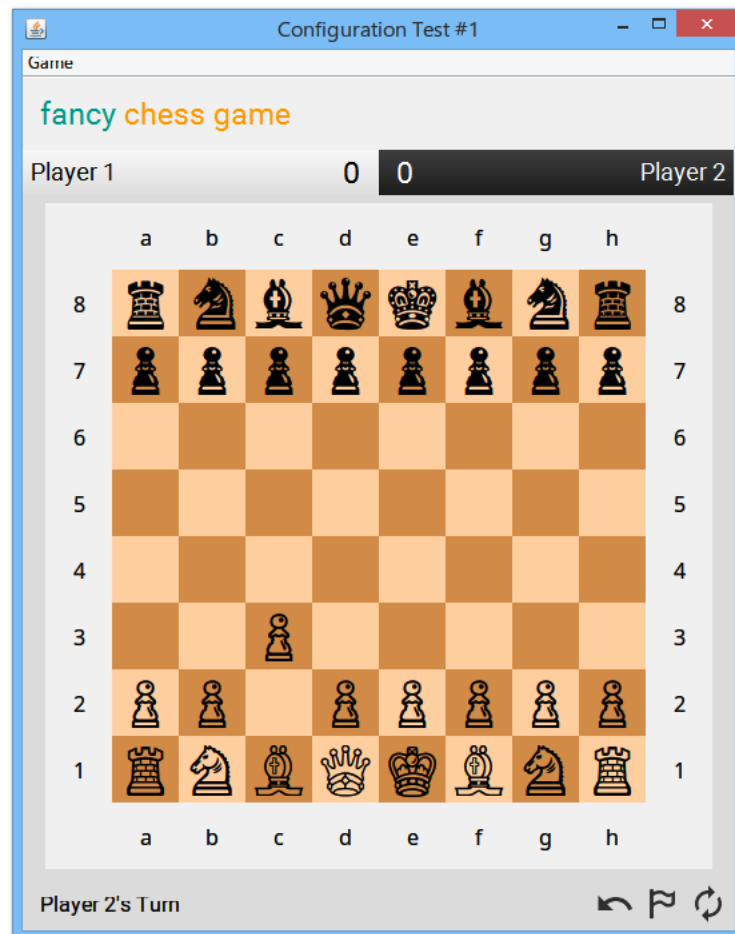 Configuration Test #1
Game
fancy chess game
Player 1 0 0 Player 2
a b c d e f g h
8 8
7 7
6 6
5 5
4 4
3 3
2 2
1 1
a b c d e f g h
Player 2's Turn